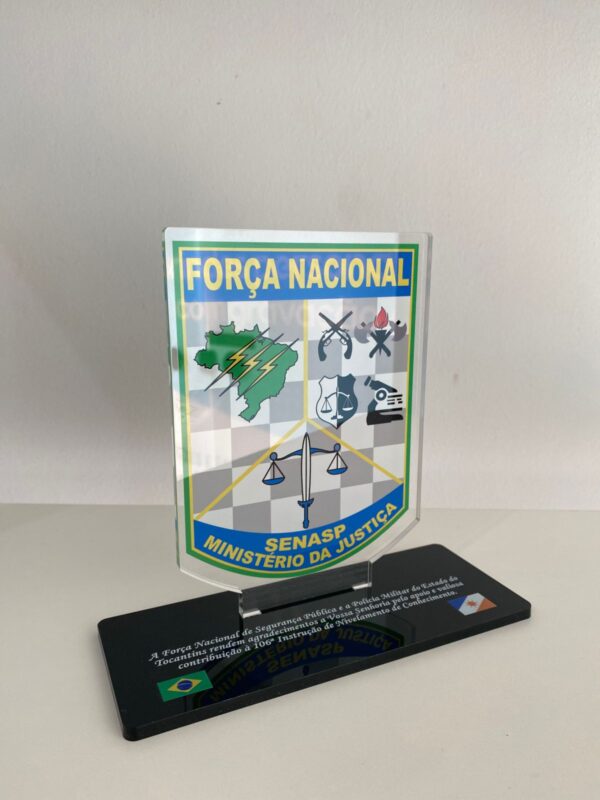 FORÇA NACIONAL
SENASP
MINISTÉRIO DA JUSTIÇA
A Força Nacional de Segurança Pública e a Polícia Militar do Estado do
Tocantins rendem agradecimentos a Vossa Senhoria pelo apoio e valiosa
contribuição à 106ª Instrução de Nivelamento de Conhecimento.